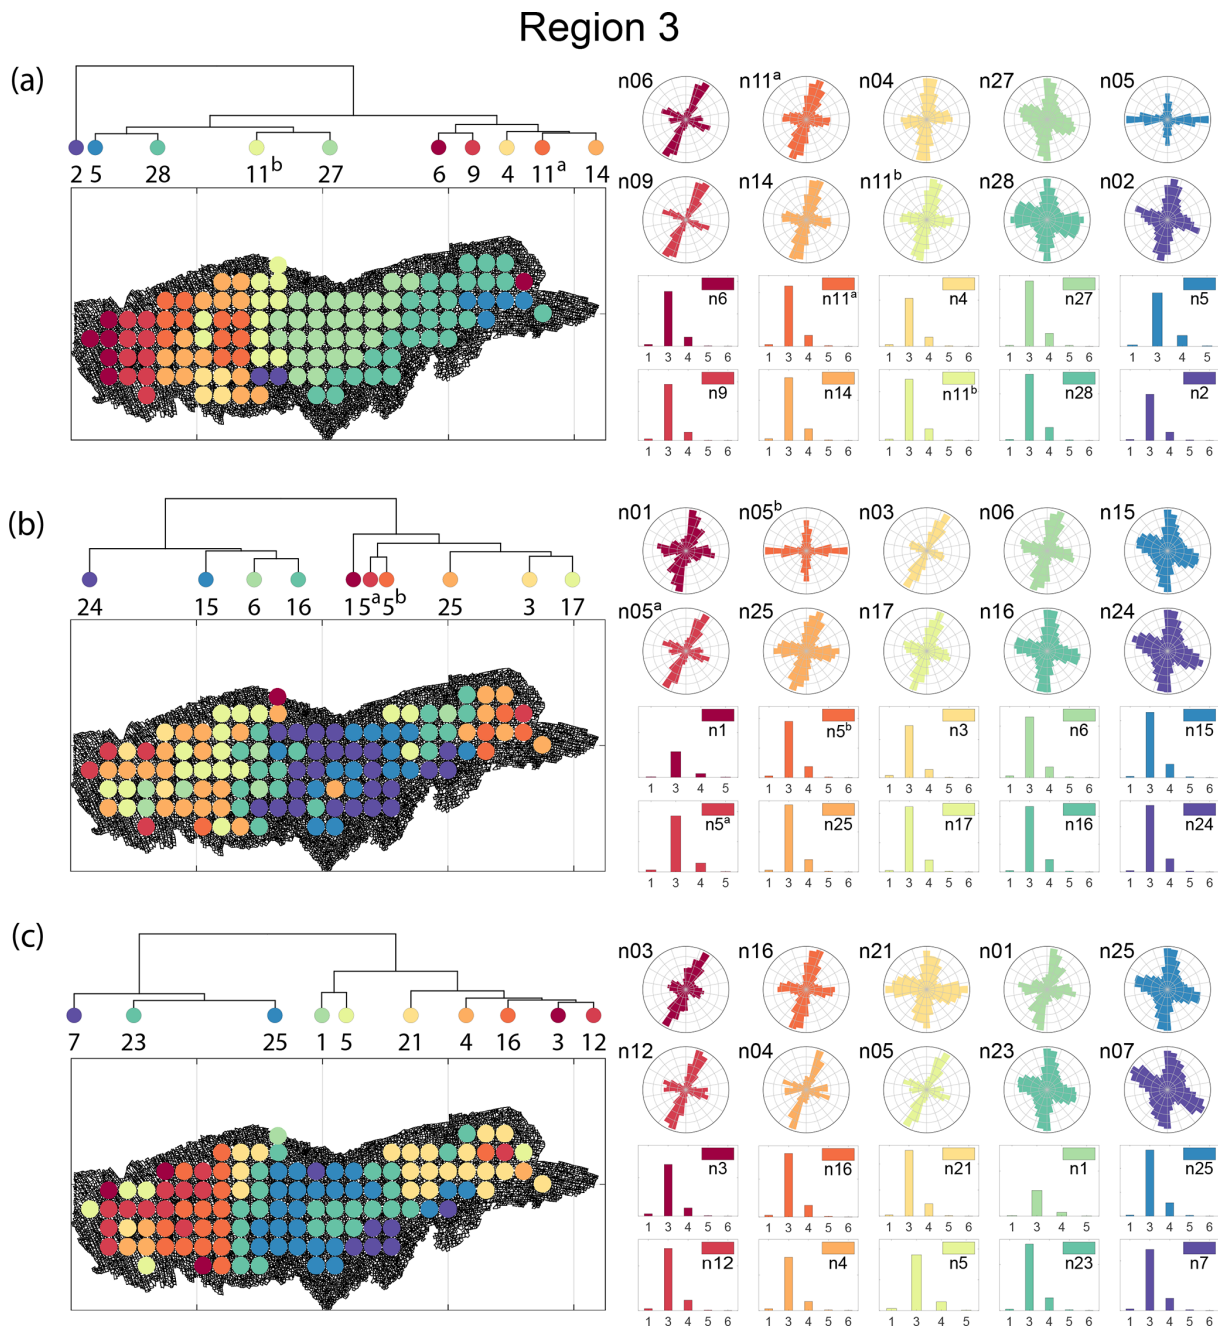 Region 3
(a)
2 5 28 11b 27 6 9 4 11a 14
n06 n11a n04 n27 n05
n09 n14 n11b n28 n02
n6 n11a n4 n27 n5
1 3 4 5 6 1 3 4 5 6 1 3 4 5 6 1 3 4 5 6 1 3 4 5
n9 n14 n11b n28 n2
1 3 4 5 6 1 3 4 5 6 1 3 4 5 6 1 3 4 5 6 1 3 4 5 6
(b)
24 15 6 16 15a 5b 25 3 17
n01 n05b n03 n06 n15
n05a n25 n17 n16 n24
n1 n5b n3 n6 n15
1 3 4 5 1 3 4 5 6 1 3 4 5 6 1 3 4 5 6 1 3 4 5 6
n5a n25 n17 n16 n24
1 3 4 5 1 3 4 5 6 1 3 4 5 6 1 3 4 5 6 1 3 4 5 6
(c)
7 23 25 1 5 21 4 16 3 12
n03 n16 n21 n01 n25
n12 n04 n05 n23 n07
n3 n16 n21 n1 n25
1 3 4 5 6 1 3 4 5 6 1 3 4 5 6 1 3 4 5 1 3 4 5 6
n12 n4 n5 n23 n7
1 3 4 5 6 1 3 4 5 6 1 3 4 5 1 3 4 5 6 1 3 4 5 6